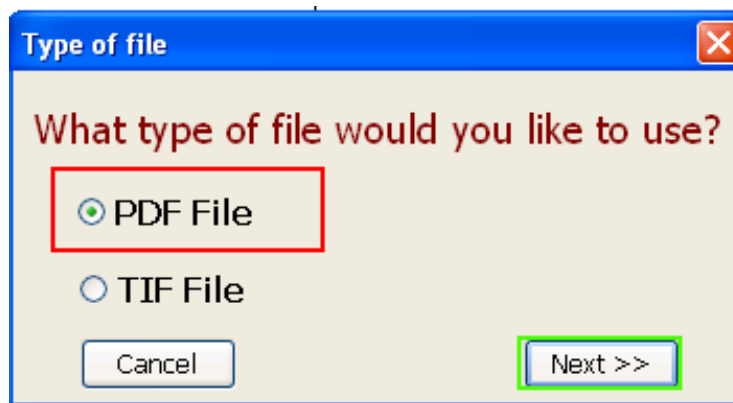 Type of file
What type of file would you like to use?
PDF File
TIF File
Cancel
Next >>